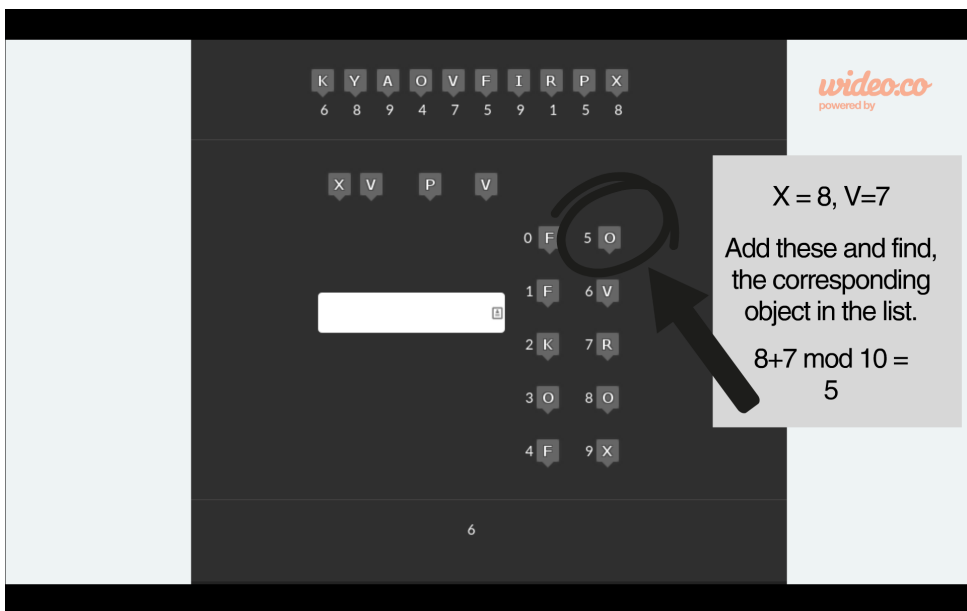 K Y A O V F I R P X
6 8 9 4 7 5 9 1 5 8
wideo.co
powered by
X V P V
0 F 5 O
1 F 6 V
2 K 7 R
3 O 8 O
4 F 9 X
6
X = 8, V=7
Add these and find,
the corresponding
object in the list.
8+7 mod 10 =
5